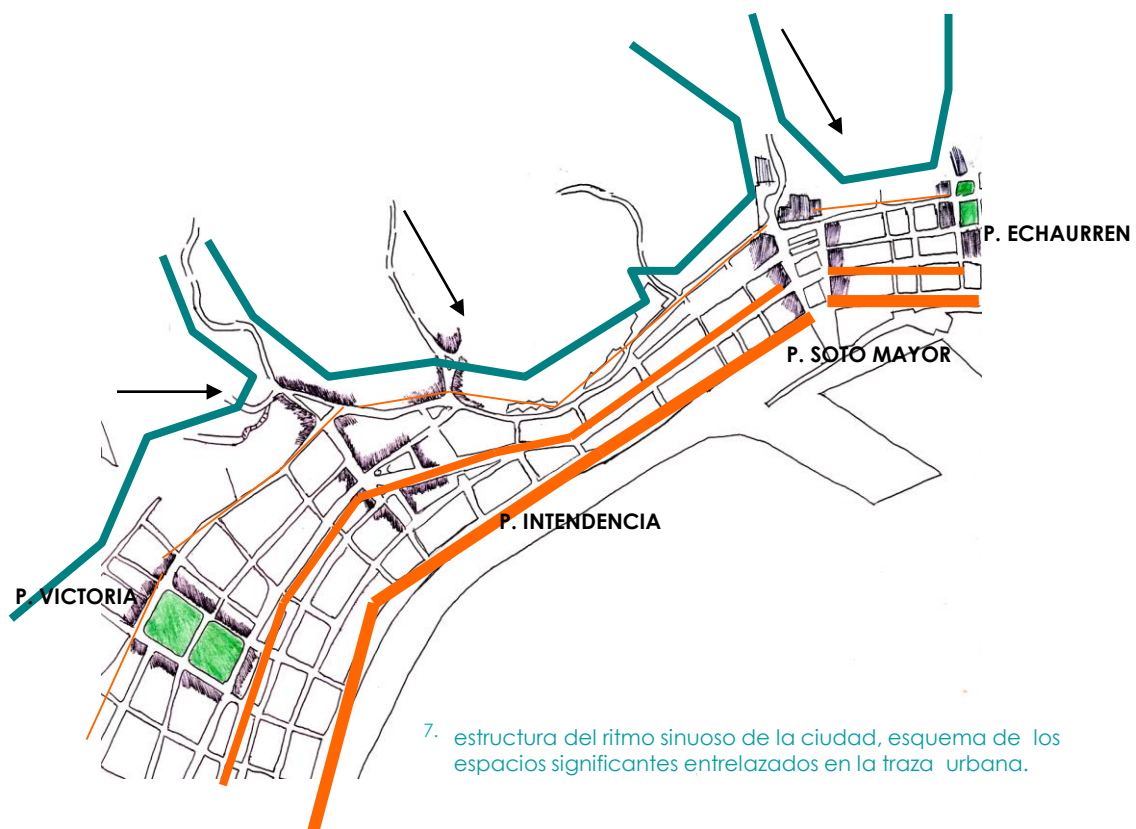 P. ECHAURREN
P. SOTO MAYOR
P. INTENDENCIA
P. VICTORIA
7. estructura del ritmo sinuoso de la ciudad, esquema de los
espacios significantes entrelazados en la traza urbana.